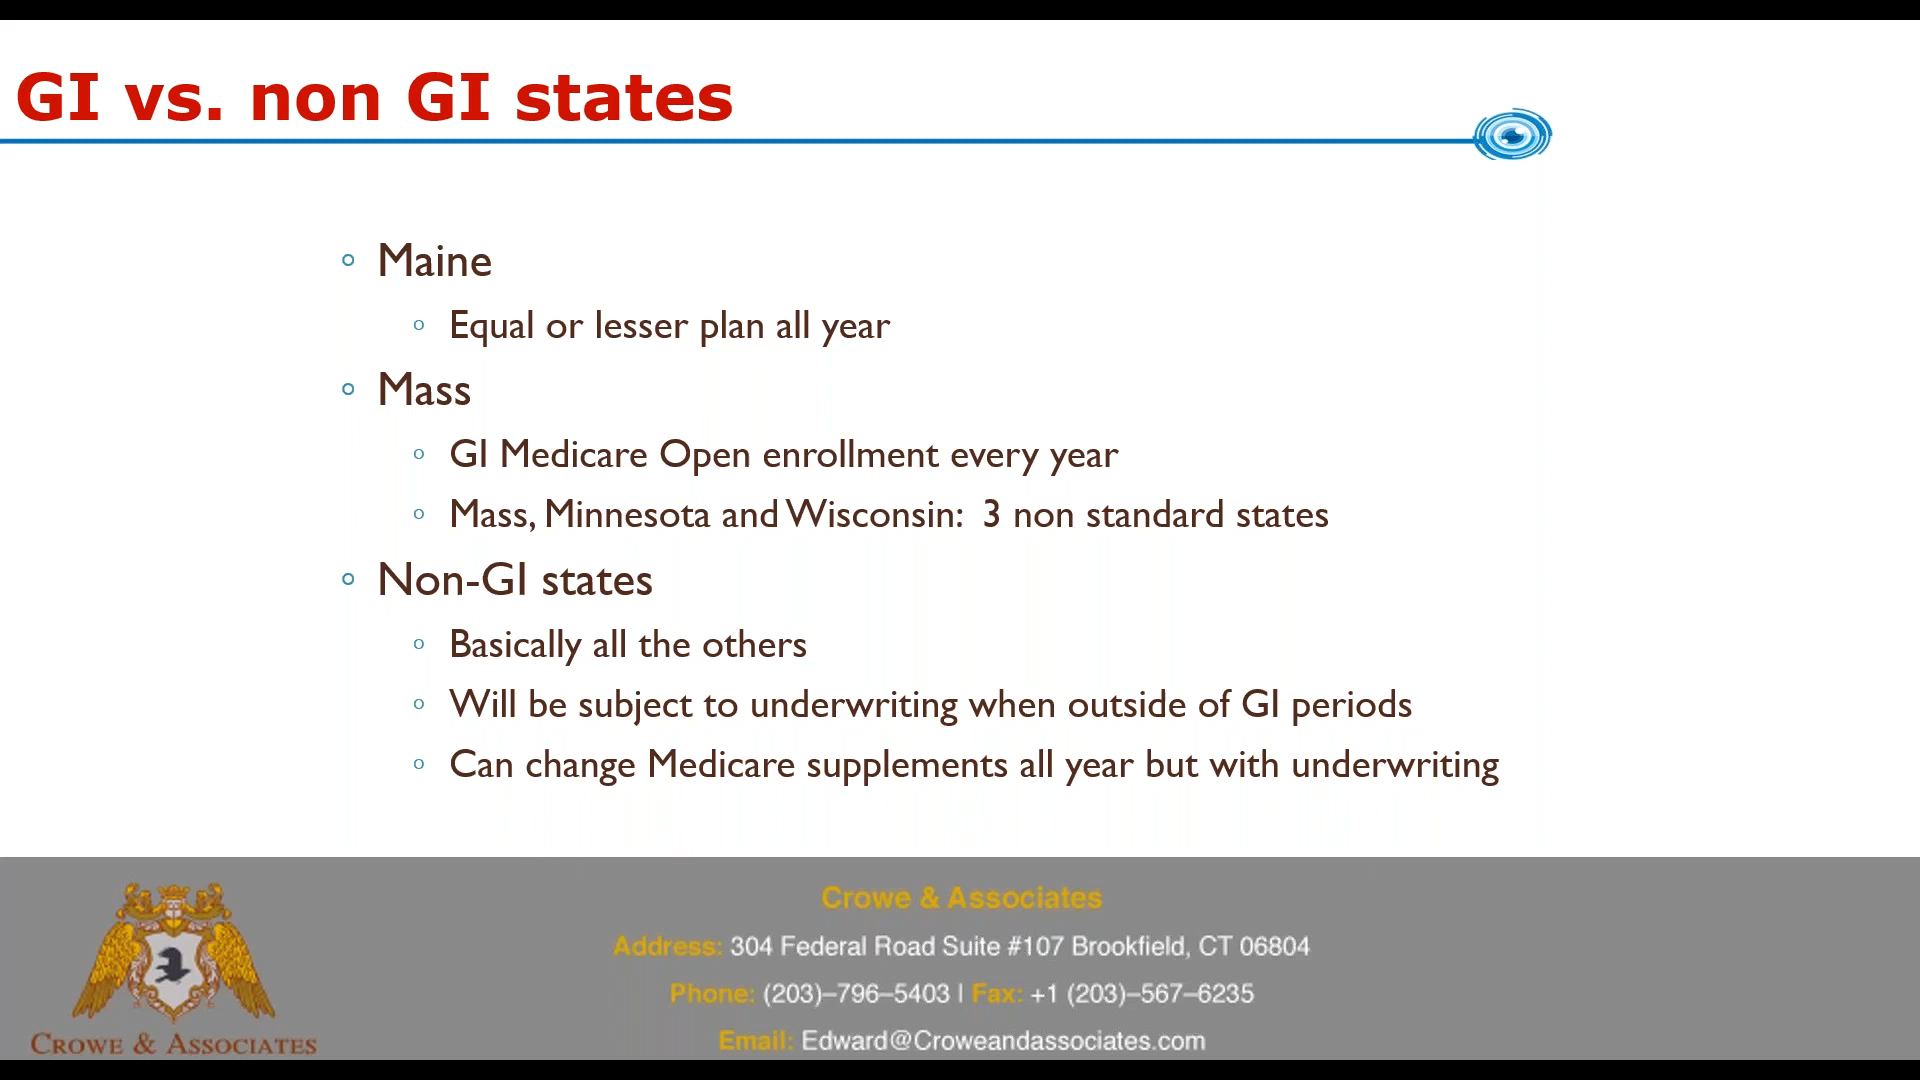 GI vs. non GI states
Maine
Equal or lesser plan all year
Mass
GI Medicare Open enrollment every year
Mass, Minnesota and Wisconsin:  3 non standard states
Non-GI states
Basically all the others
Will be subject to underwriting when outside of GI periods
Can change Medicare supplements all year but with underwriting
Crowe & Associates
Address: 304 Federal Road Suite #107 Brookfield, CT 06804
Phone: (203)–796–5403 | Fax: +1 (203)–567–6235
Email: Edward@Croweandassociates.com
Crowe & Associates